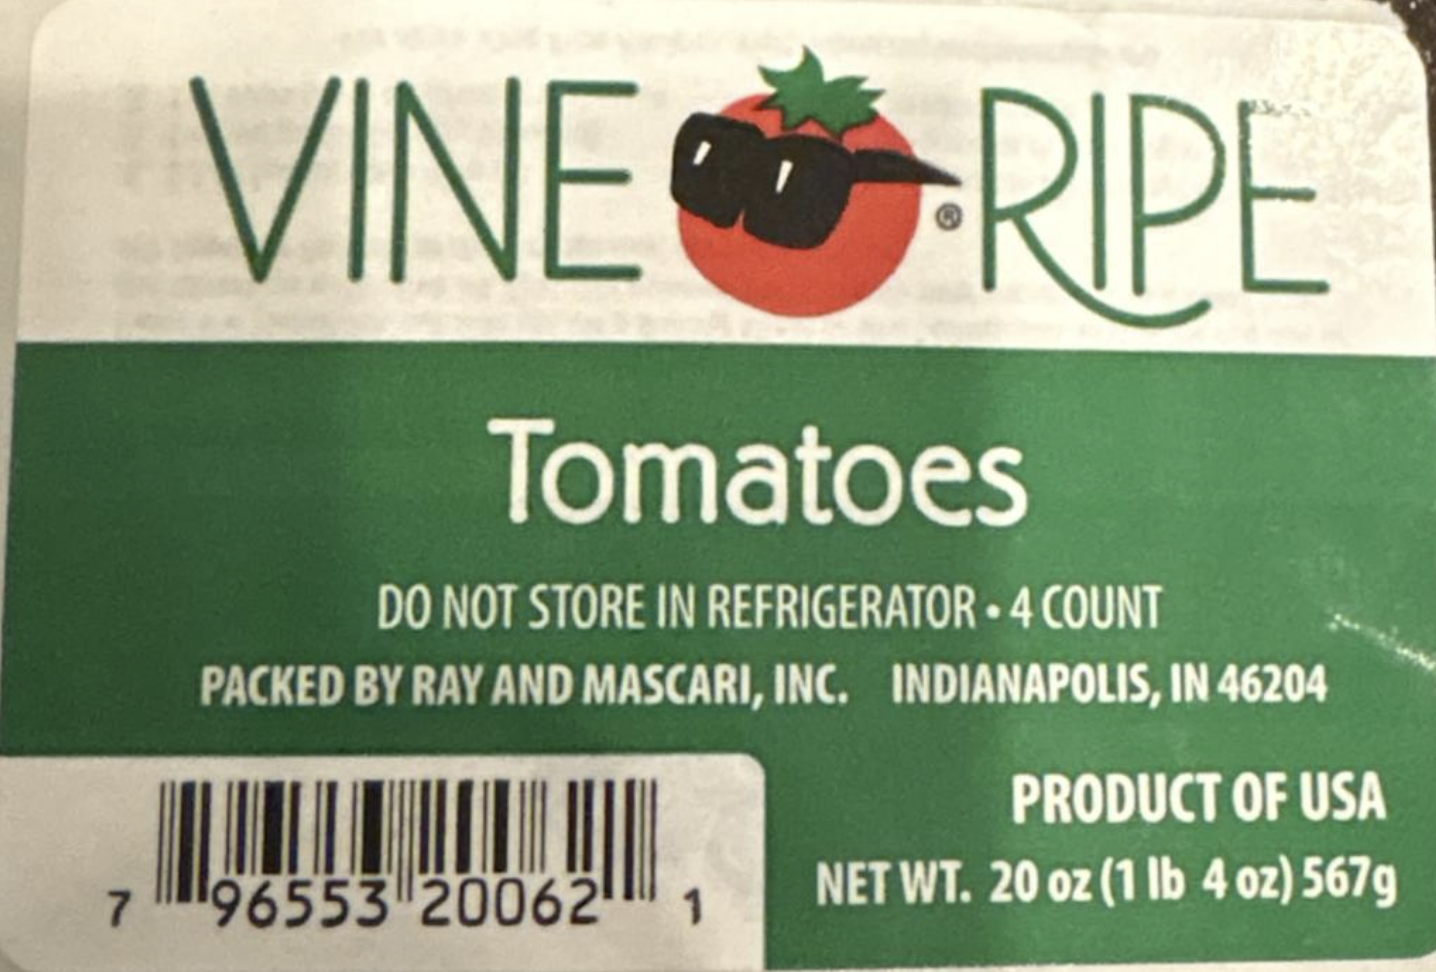 VINE RIPE
®
Tomatoes
DO NOT STORE IN REFRIGERATOR • 4 COUNT
PACKED BY RAY AND MASCARI, INC. INDIANAPOLIS, IN 46204
PRODUCT OF USA
NET WT. 20 oz (1 lb 4 oz) 567g
7 96553 20062 1